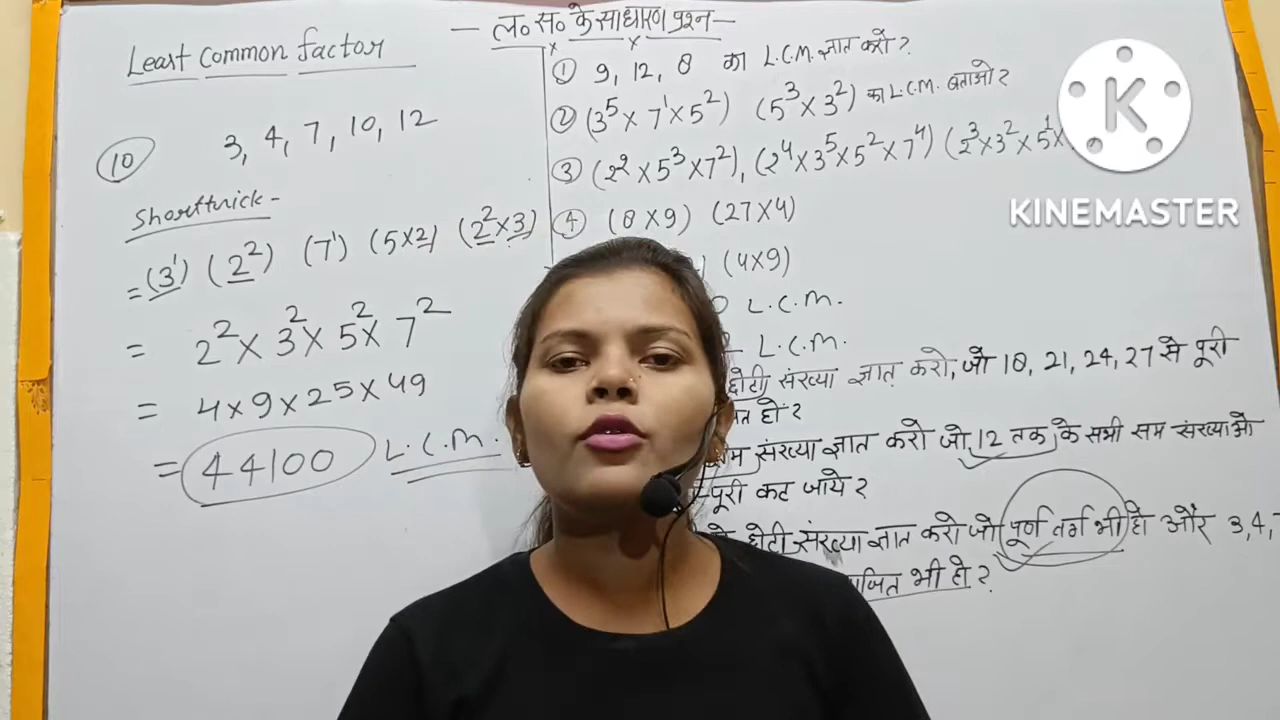 — ल० स० के साधारण प्रश्न —
Least common factor
⑩ 3, 4, 7, 10, 12
Shorttrick -
= (3¹) (2²) (7¹) (5×2) (2²×3)
= 2² × 3² × 5² × 7²
= 4×9×25×49
= 44100 L.C.M.
① 9, 12, 8 का L.C.M. ज्ञात करो?
② (3⁵ × 7¹ × 5²) (5³ × 3²) का L.C.M. बताओ?
③ (2² × 5³ × 7²), (2⁴ × 3⁵ × 5² × 7⁴) (2³ × 3² × 5¹ ×
④ (8×9) (27×4)
(4×9)
L.C.M.
L.C.M.
छोटी संख्या ज्ञात करो, जो 18, 21, 24, 27 से पूरी
हो?
संख्या ज्ञात करो जो 12 तक के सभी सम संख्याओ
पूरी कट जाये?
छोटी संख्या ज्ञात करो जो पूर्ण वर्ग भी हो और 3, 4,
भी हो?
KINEMASTER